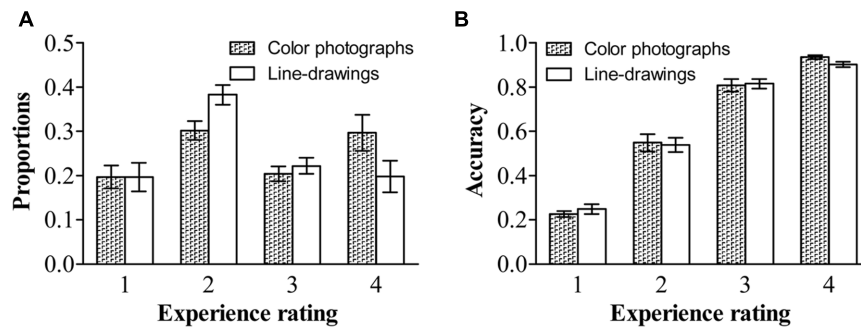 A
Color photographs
Line-drawings
Proportions
0.5
0.4
0.3
0.2
0.1
0.0
1 2 3 4
Experience rating
B
Color photographs
Line-drawings
Accuracy
1.0
0.8
0.6
0.4
0.2
0.0
1 2 3 4
Experience rating